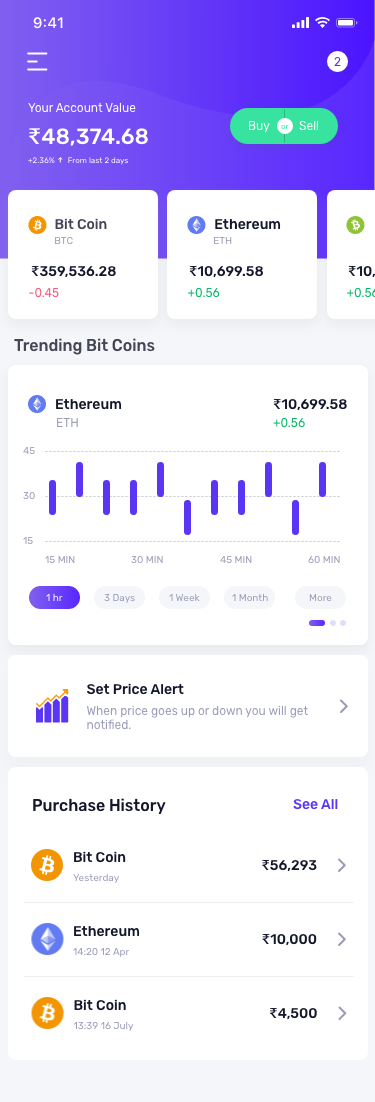 9:41
2
Your Account Value
₹48,374.68
+2.36% ↑ From last 2 days
Buy or Sell
Bit Coin
BTC
₹359,536.28
-0.45
Ethereum
ETH
₹10,699.58
+0.56
₹10,
+0.56
Trending Bit Coins
Ethereum
ETH
₹10,699.58
+0.56
45
30
15
15 MIN 30 MIN 45 MIN 60 MIN
1 hr 3 Days 1 Week 1 Month More
Set Price Alert
When price goes up or down you will get
notified.
Purchase History
See All
Bit Coin
Yesterday
₹56,293
Ethereum
14:20 12 Apr
₹10,000
Bit Coin
13:39 16 July
₹4,500